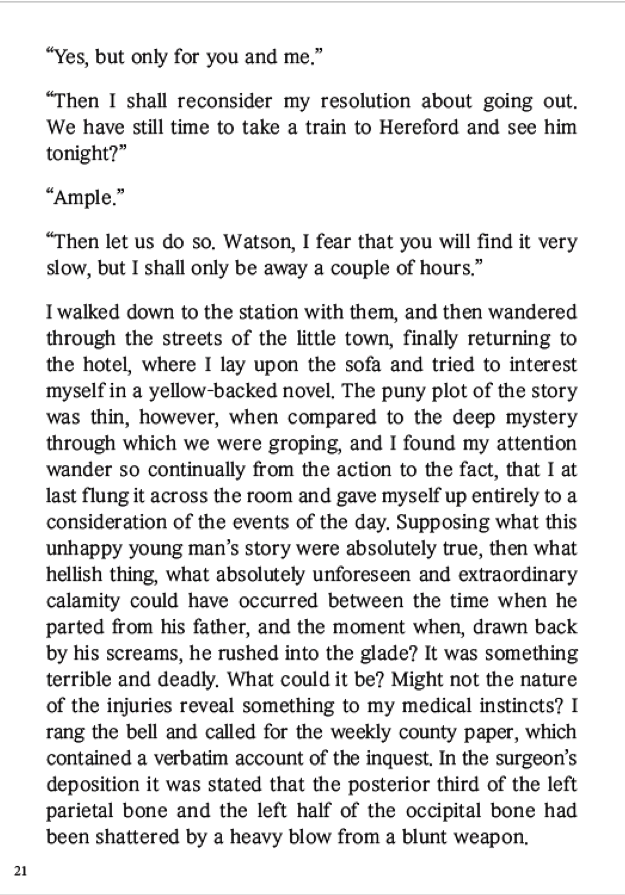 “Yes, but only for you and me.”
“Then I shall reconsider my resolution about going out.
We have still time to take a train to Hereford and see him
tonight?”
“Ample.”
“Then let us do so. Watson, I fear that you will find it very
slow, but I shall only be away a couple of hours.”
I walked down to the station with them, and then wandered
through the streets of the little town, finally returning to
the hotel, where I lay upon the sofa and tried to interest
myself in a yellow-backed novel. The puny plot of the story
was thin, however, when compared to the deep mystery
through which we were groping, and I found my attention
wander so continually from the action to the fact, that I at
last flung it across the room and gave myself up entirely to a
consideration of the events of the day. Supposing what this
unhappy young man’s story were absolutely true, then what
hellish thing, what absolutely unforeseen and extraordinary
calamity could have occurred between the time when he
parted from his father, and the moment when, drawn back
by his screams, he rushed into the glade? It was something
terrible and deadly. What could it be? Might not the nature
of the injuries reveal something to my medical instincts? I
rang the bell and called for the weekly county paper, which
contained a verbatim account of the inquest. In the surgeon’s
deposition it was stated that the posterior third of the left
parietal bone and the left half of the occipital bone had
been shattered by a heavy blow from a blunt weapon.
21